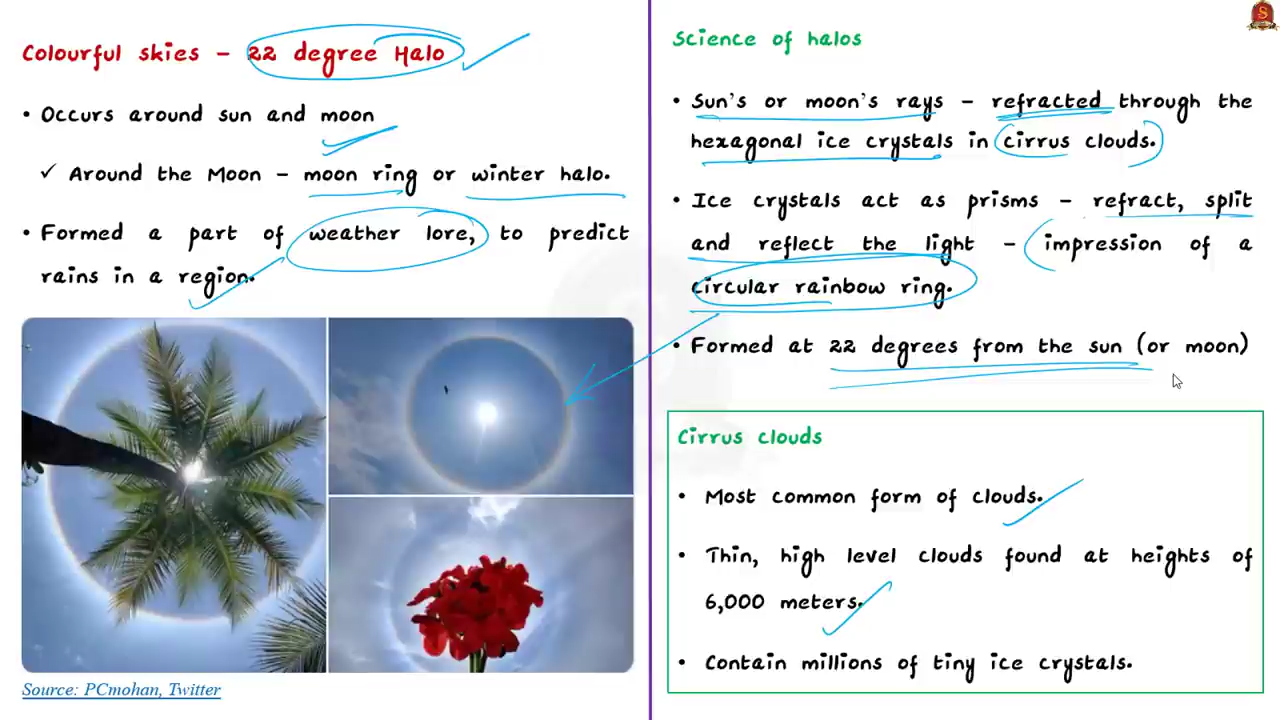 Colourful skies – 22 degree Halo
• Occurs around sun and moon
✓ Around the Moon – moon ring or winter halo.
• Formed a part of weather lore, to predict
rains in a region.
Source: PCmohan, Twitter
Science of halos
• Sun's or moon's rays – refracted through the
hexagonal ice crystals in cirrus clouds.
• Ice crystals act as prisms – refract, split
and reflect the light – impression of a
circular rainbow ring.
• Formed at 22 degrees from the sun (or moon)
Cirrus clouds
• Most common form of clouds.
• Thin, high level clouds found at heights of
6,000 meters.
• Contain millions of tiny ice crystals.